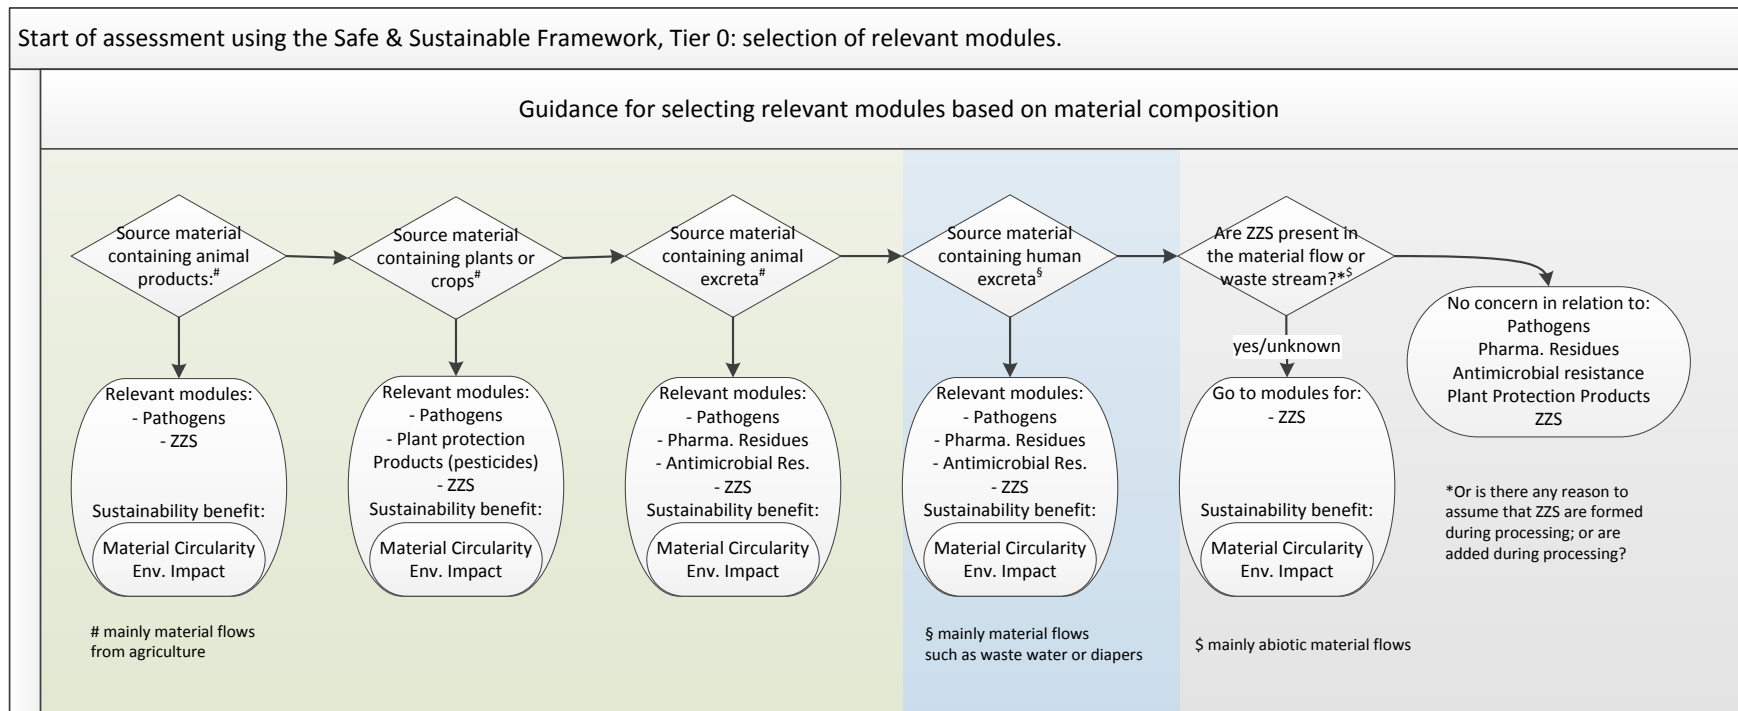 Start of assessment using the Safe & Sustainable Framework, Tier 0: selection of relevant modules.
Guidance for selecting relevant modules based on material composition
Source material
containing animal
products:#
Source material
containing plants or
crops#
Source material
containing animal
excreta#
Source material
containing human
excreta§
Are ZZS present in
the material flow or
waste stream?*$
No concern in relation to:
Pathogens
Pharma. Residues
Antimicrobial resistance
Plant Protection Products
ZZS
yes/unknown
Relevant modules:
- Pathogens
- ZZS
Sustainability benefit:
Material Circularity
Env. Impact
Relevant modules:
- Pathogens
- Plant protection
Products (pesticides)
- ZZS
Sustainability benefit:
Material Circularity
Env. Impact
Relevant modules:
- Pathogens
- Pharma. Residues
- Antimicrobial Res.
- ZZS
Sustainability benefit:
Material Circularity
Env. Impact
Relevant modules:
- Pathogens
- Pharma. Residues
- Antimicrobial Res.
- ZZS
Sustainability benefit:
Material Circularity
Env. Impact
Go to modules for:
- ZZS
Sustainability benefit:
Material Circularity
Env. Impact
*Or is there any reason to
assume that ZZS are formed
during processing; or are
added during processing?
# mainly material flows
from agriculture
§ mainly material flows
such as waste water or diapers
$ mainly abiotic material flows